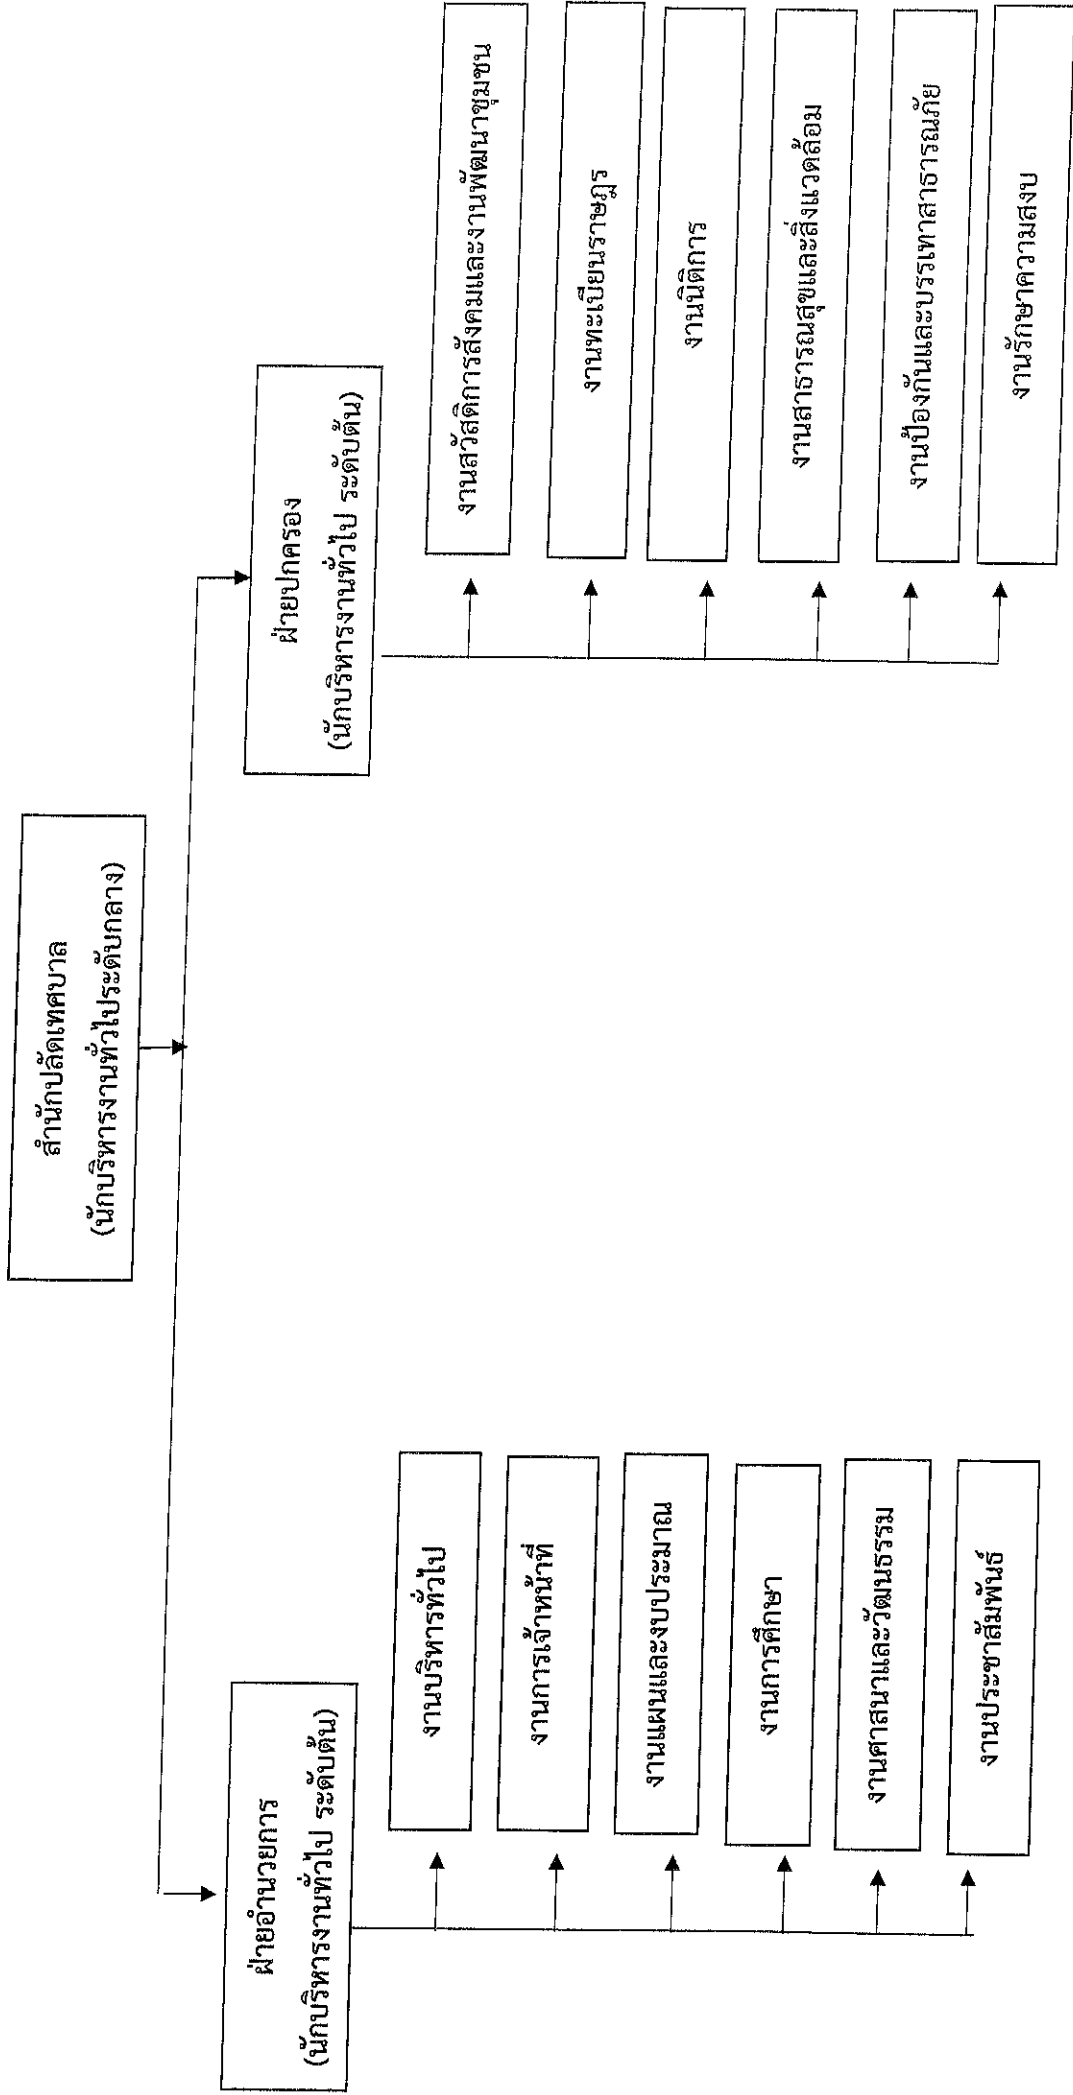 สำนักปลัดเทศบาล
(นักบริหารงานทั่วไประดับกลาง)
ฝ่ายอำนวยการ
(นักบริหารงานทั่วไป ระดับต้น)
งานบริหารทั่วไป
งานการเจ้าหน้าที่
งานแผนและงบประมาณ
งานการศึกษา
งานศาสนาและวัฒนธรรม
งานประชาสัมพันธ์
ฝ่ายปกครอง
(นักบริหารงานทั่วไป ระดับต้น)
งานสวัสดิการสังคมและงานพัฒนาชุมชน
งานทะเบียนราษฎร
งานนิติการ
งานสาธารณสุขและสิ่งแวดล้อม
งานป้องกันและบรรเทาสาธารณภัย
งานรักษาความสงบ